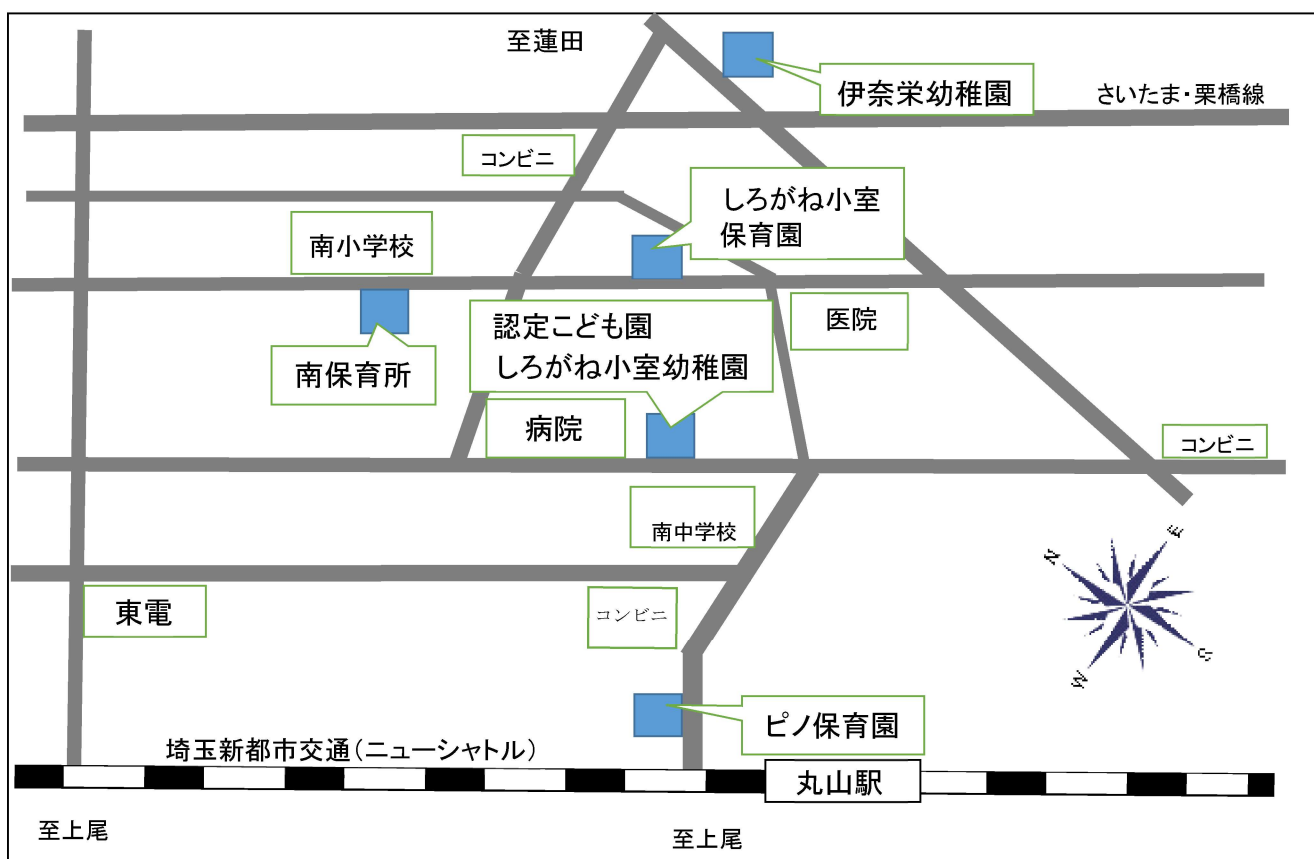 至蓮田
伊奈栄幼稚園
さいたま・栗橋線
コンビニ
しろがね小室
保育園
南小学校
医院
認定こども園
しろがね小室幼稚園
南保育所
病院
コンビニ
南中学校
N
E
W
S
東電
コンビニ
ピノ保育園
埼玉新都市交通（ニューシャトル）
丸山駅
至上尾
至上尾